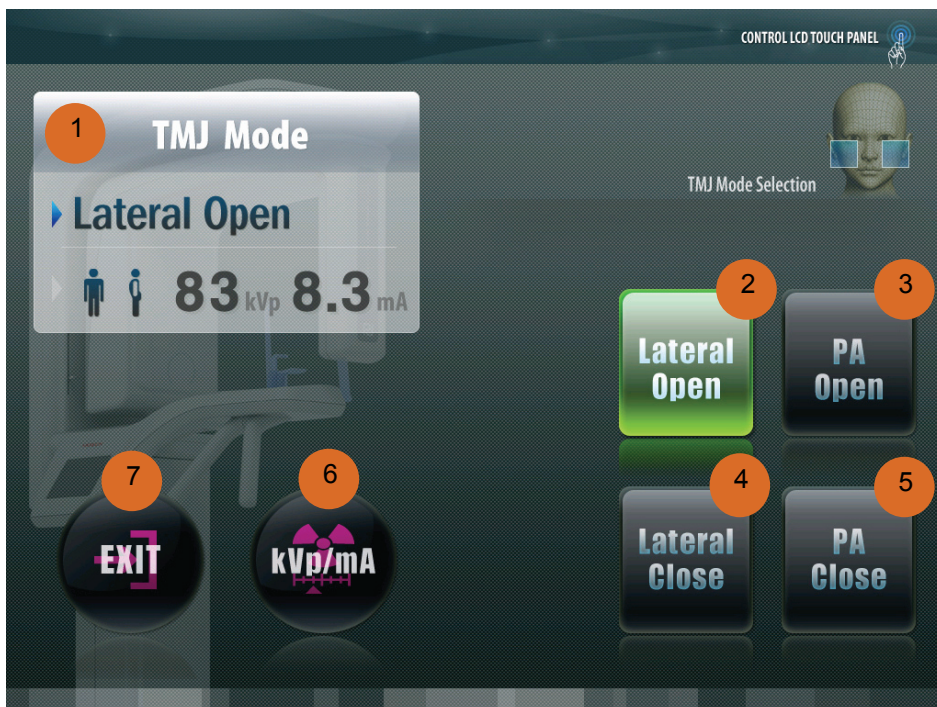 CONTROL LCD TOUCH PANEL
1
TMJ Mode
Lateral Open
83 kVp 8.3 mA
TMJ Mode Selection
2
Lateral
Open
3
PA
Open
4
Lateral
Close
5
PA
Close
6
kVp/mA
7
EXIT